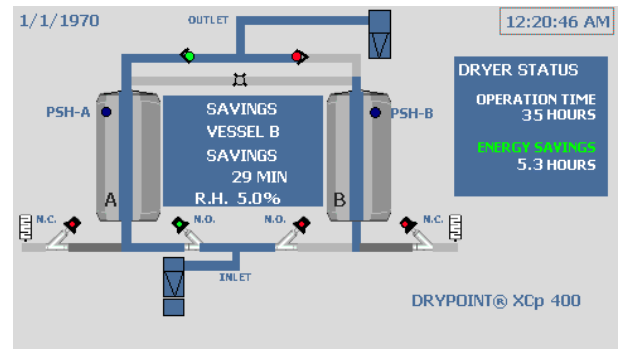 1/1/1970
OUTLET
12:20:46 AM
DRYER STATUS
OPERATION TIME
35 HOURS
ENERGY SAVINGS
5.3 HOURS
PSH-A
PSH-B
SAVINGS
VESSEL B
SAVINGS
29 MIN
R.H. 5.0%
A
B
N.C.
N.O.
N.O.
N.C.
INLET
DRYPOINT® XCp 400